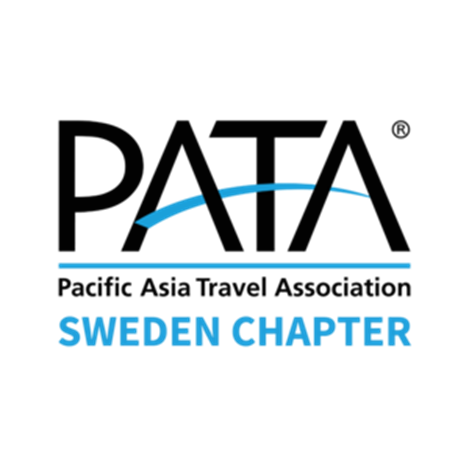 PATA®
Pacific Asia Travel Association
SWEDEN CHAPTER